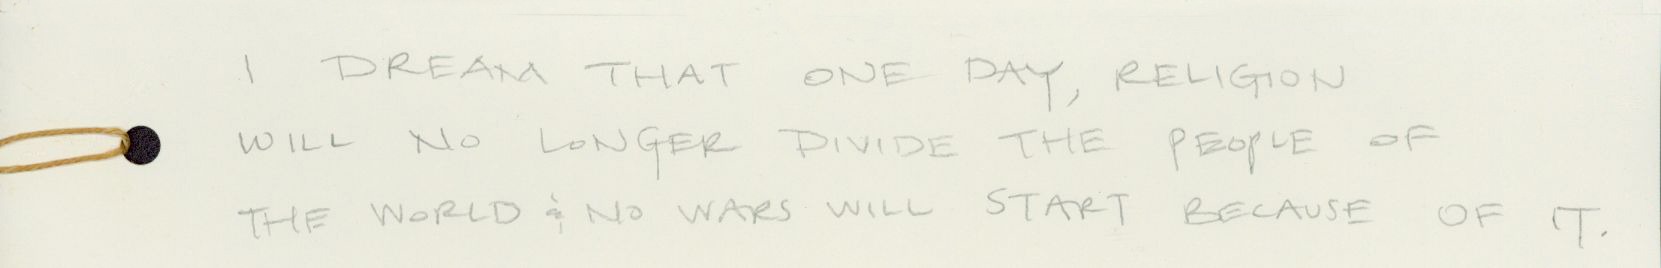 I DREAM THAT ONE DAY, RELIGION
WILL NO LONGER DIVIDE THE PEOPLE OF
THE WORLD & NO WARS WILL START BECAUSE OF IT.